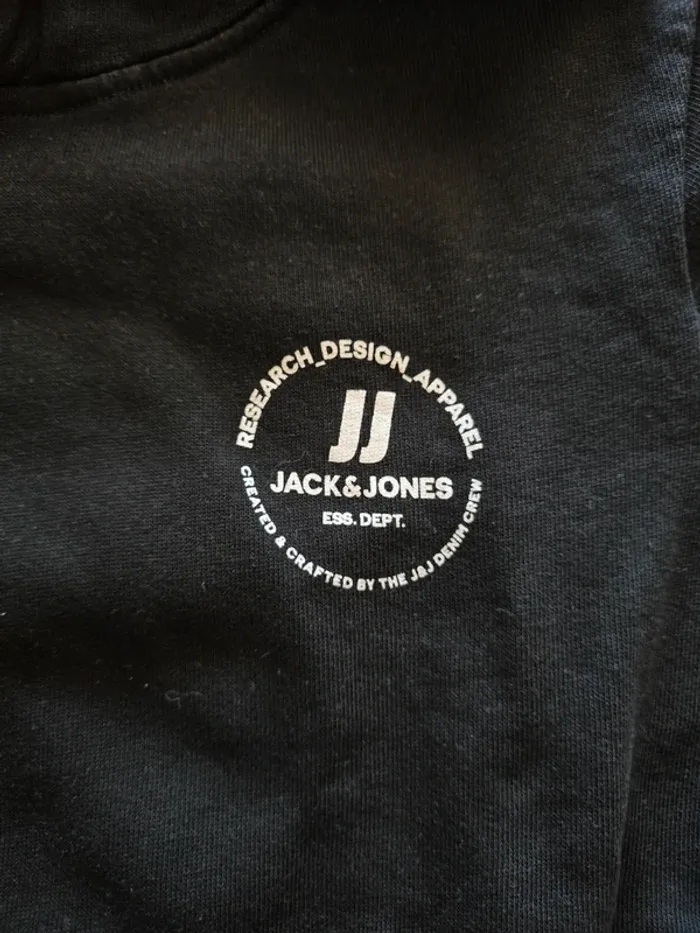 RESEARCH_DESIGN_APPAREL
JJ
JACK&JONES
ESS. DEPT.
CREATED & CRAFTED BY THE J&J DENIM CREW